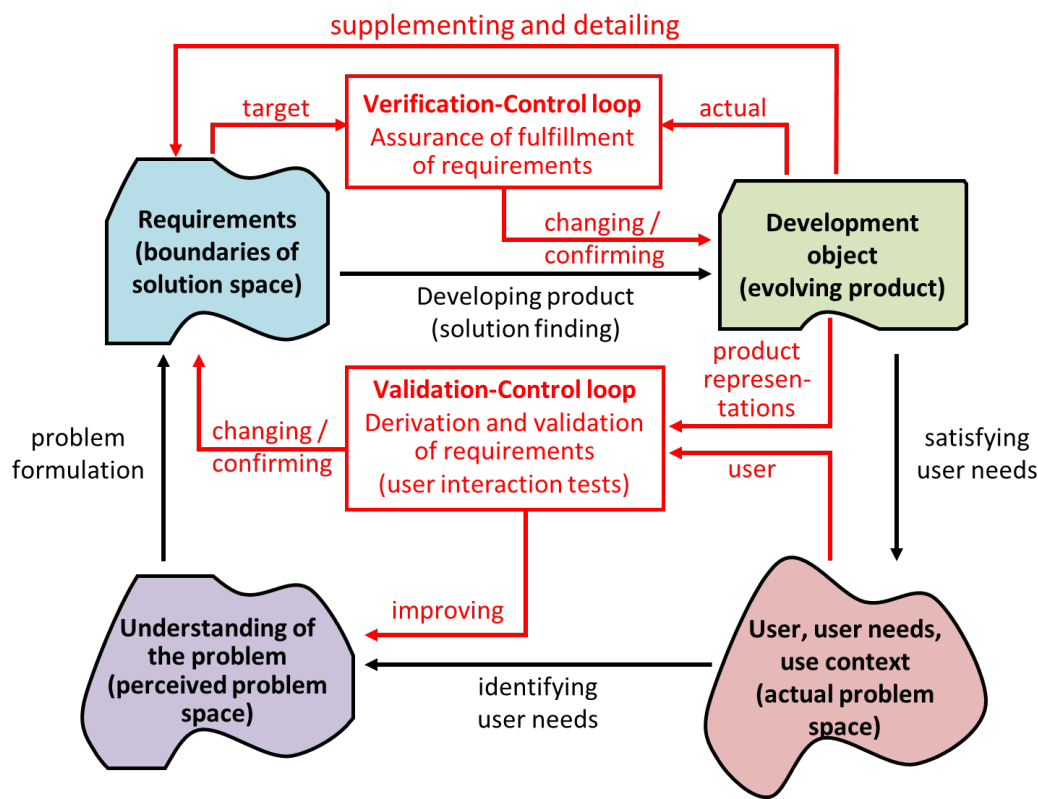 supplementing and detailing
target
Verification-Control loop
Assurance of fulfillment
of requirements
actual
Requirements
(boundaries of
solution space)
changing /
confirming
Development
object
(evolving product)
Developing product
(solution finding)
product
represen-
tations
Validation-Control loop
Derivation and validation
of requirements
(user interaction tests)
changing /
confirming
problem
formulation
user
satisfying
user needs
improving
Understanding of
the problem
(perceived problem
space)
identifying
user needs
User, user needs,
use context
(actual problem
space)